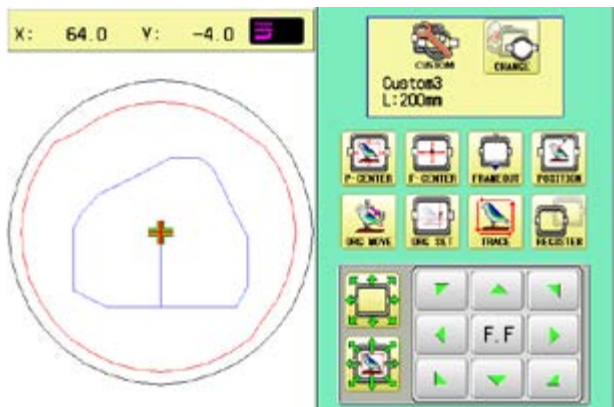 X: 64.0 Y: -4.0
CUSTOM CHANGE
Custom3
L:200mm
P-CENTER F-CENTER FRAMEOUT POSITION
ORG MOVE ORG SET TRACE REGISTER
F.F